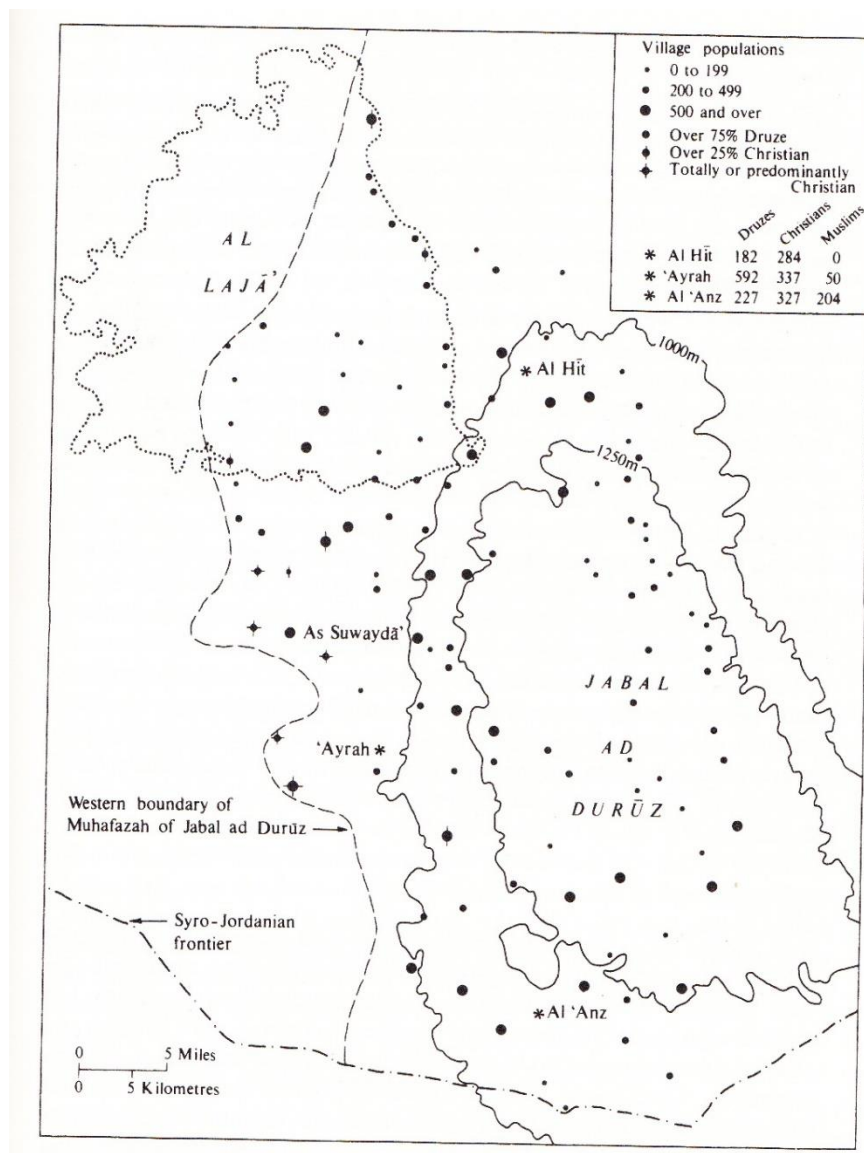 Village populations
0 to 199
200 to 499
500 and over
Over 75% Druze
Over 25% Christian
Totally or predominantly
Christian
Druzes Christians Muslims
* Al Hīt 182 284 0
* 'Ayrah 592 337 50
* Al 'Anz 227 327 204
AL
LAJĀ'
1000m
* Al Hīt
1250m
As Suwaydā'
JABAL
'Ayrah *
AD
DURŪZ
Western boundary of
Muhafazah of Jabal ad Durūz
Syro-Jordanian
frontier
* Al 'Anz
0 5 Miles
0 5 Kilometres